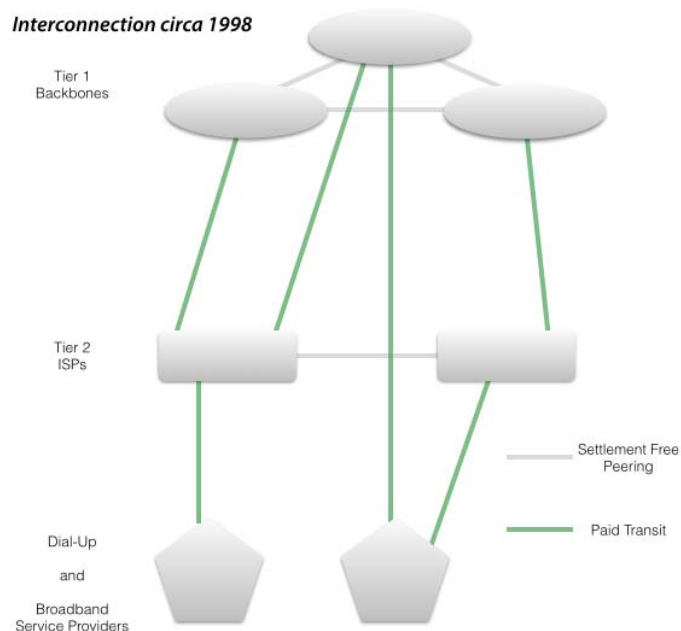 Interconnection circa 1998
Tier 1
Backbones
Tier 2
ISPs
Settlement Free
Peering
Paid Transit
Dial-Up
and
Broadband
Service Providers